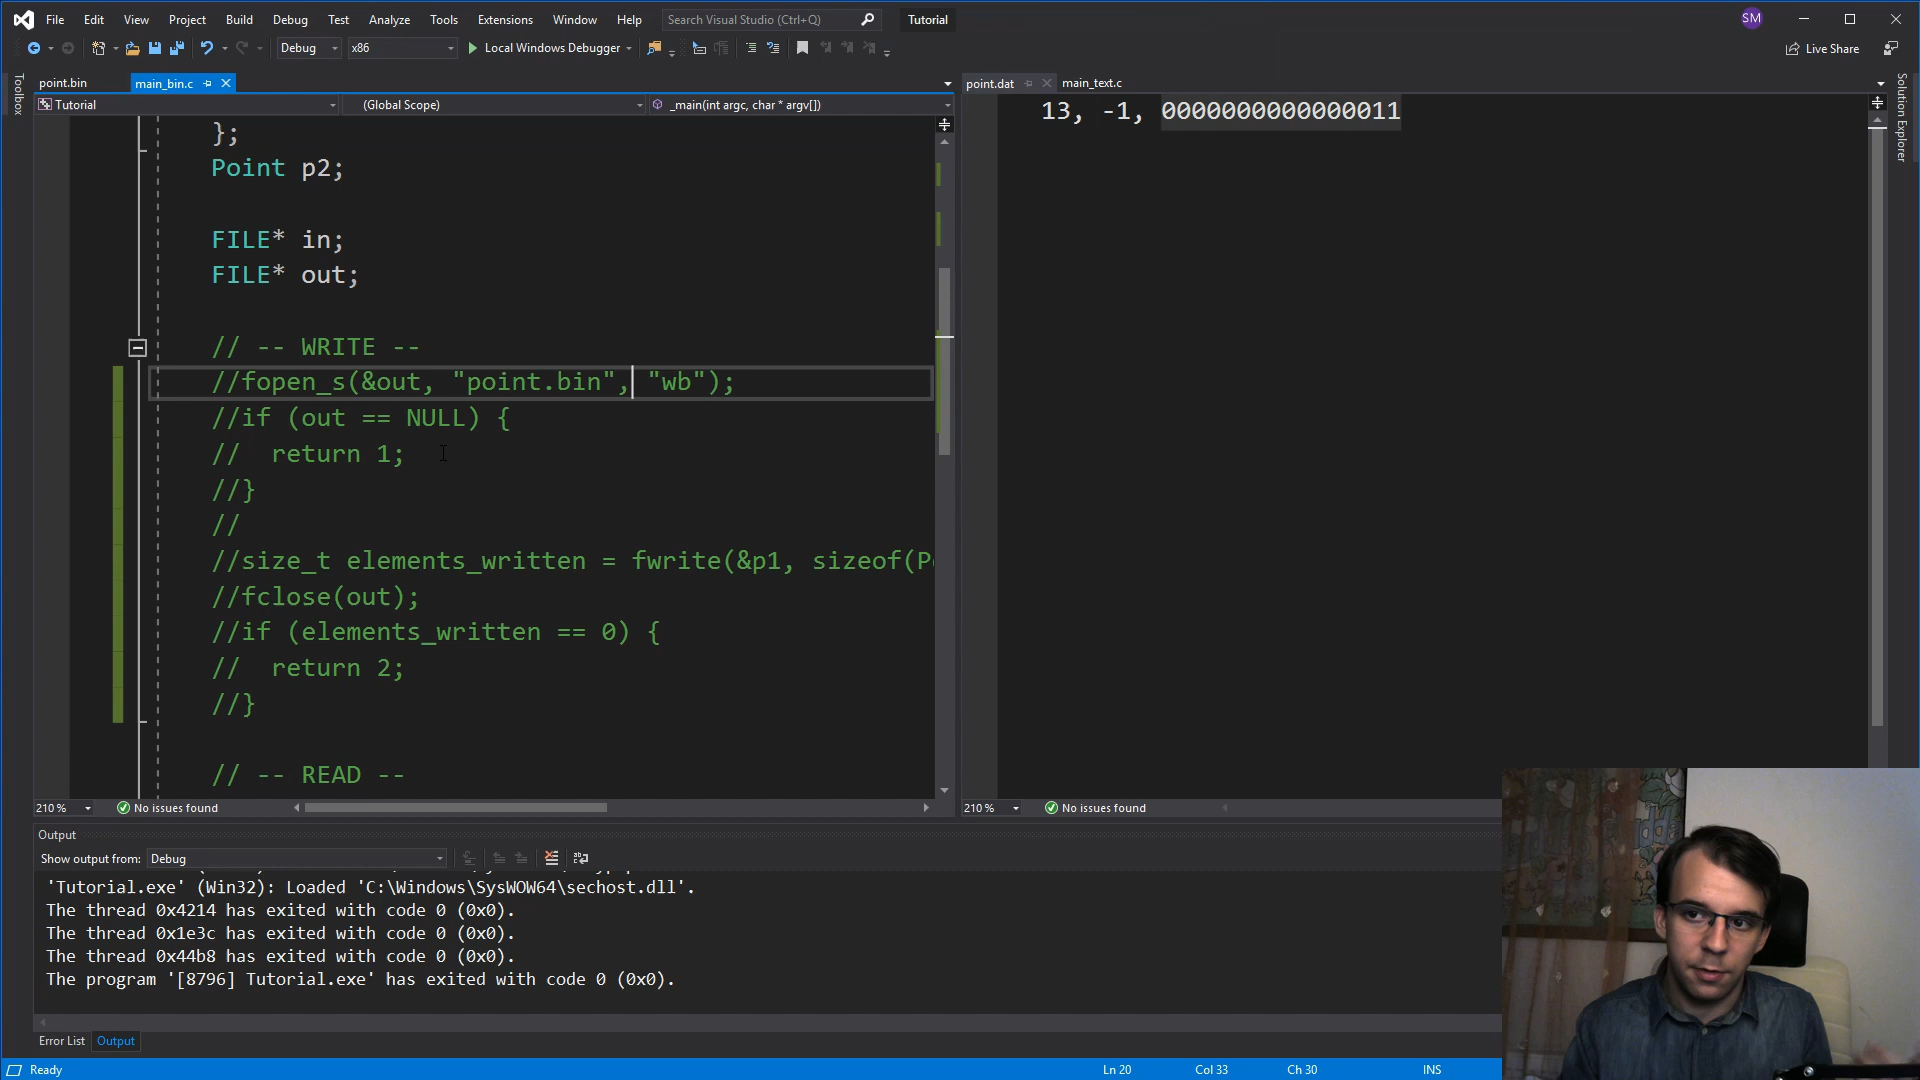 File Edit View Project Build Debug Test Analyze Tools Extensions Window Help Search Visual Studio (Ctrl+Q) Tutorial SM
Debug x86 Local Windows Debugger Live Share
Toolbox
point.bin main_bin.c
Tutorial (Global Scope) _main(int argc, char * argv[])
};
Point p2;
FILE* in;
FILE* out;
// -- WRITE --
//fopen_s(&out, "point.bin", "wb");
//if (out == NULL) {
// return 1;
//}
//
//size_t elements_written = fwrite(&p1, sizeof(P
//fclose(out);
//if (elements_written == 0) {
// return 2;
//}
// -- READ --
210 % No issues found
point.dat main_text.c
13, -1, 0000000000000011
210 % No issues found
Solution Explorer
Output
Show output from: Debug
'Tutorial.exe' (Win32): Loaded 'C:\Windows\SysWOW64\sechost.dll'.
The thread 0x4214 has exited with code 0 (0x0).
The thread 0x1e3c has exited with code 0 (0x0).
The thread 0x44b8 has exited with code 0 (0x0).
The program '[8796] Tutorial.exe' has exited with code 0 (0x0).
Error List Output
Ready Ln 20 Col 33 Ch 30 INS